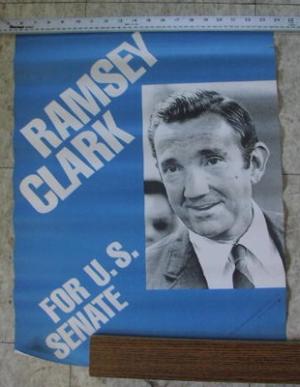 RAMSEY
CLARK
FOR U.S.
SENATE